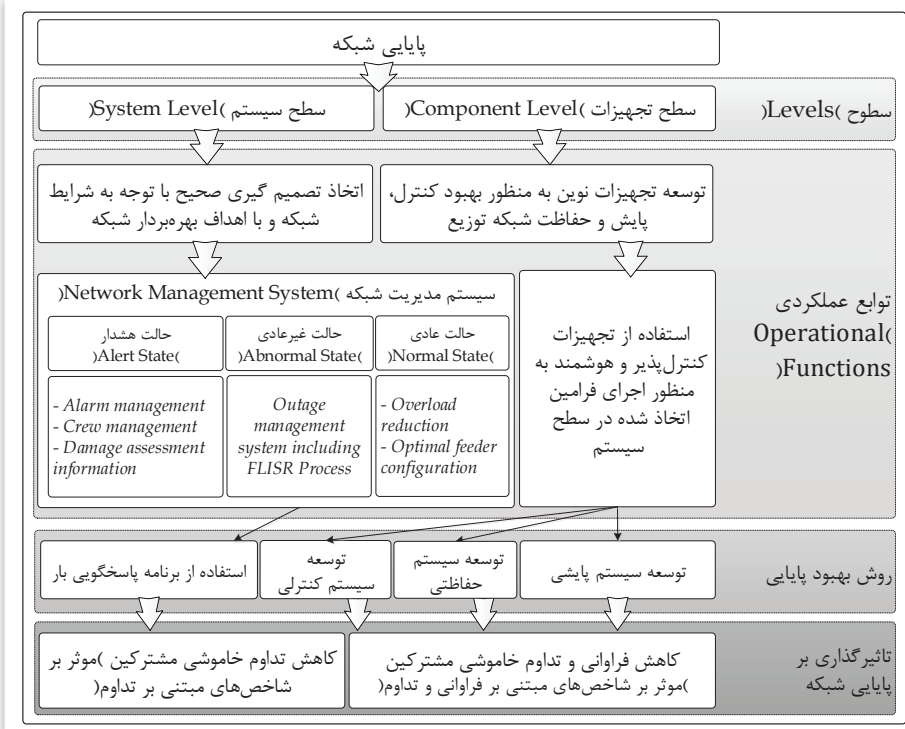 پایایی شبکه
سطوح )Levels(
سطح تجهیزات )Component Level(
سطح سیستم )System Level(
توابع عملکردی
)Operational
Functions(
توسعه تجهیزات نوین به منظور بهبود کنترل،
پایش و حفاظت شبکه توزیع
اتخاذ تصمیم گیری صحیح با توجه به شرایط
شبکه و با اهداف بهره‌بردار شبکه
استفاده از تجهیزات
کنترل‌پذیر و هوشمند به
منظور اجرای فرامین
اتخاذ شده در سطح
سیستم
سیستم مدیریت شبکه )Network Management System(
حالت عادی
)Normal State(
حالت غیرعادی
)Abnormal State(
حالت هشدار
)Alert State(
- Overload
reduction
- Optimal feeder
configuration
Outage
management
system including
FLISR Process
- Alarm management
- Crew management
- Damage assessment
information
روش بهبود پایایی
توسعه سیستم پایشی
توسعه سیستم
حفاظتی
توسعه
سیستم کنترلی
استفاده از برنامه پاسخگویی بار
تاثیرگذاری بر
پایایی شبکه
کاهش فراوانی و تداوم خاموشی مشترکین
)موثر بر شاخص‌های مبتنی بر فراوانی و تداوم(
کاهش تداوم خاموشی مشترکین )موثر بر
شاخص‌های مبتنی بر تداوم(